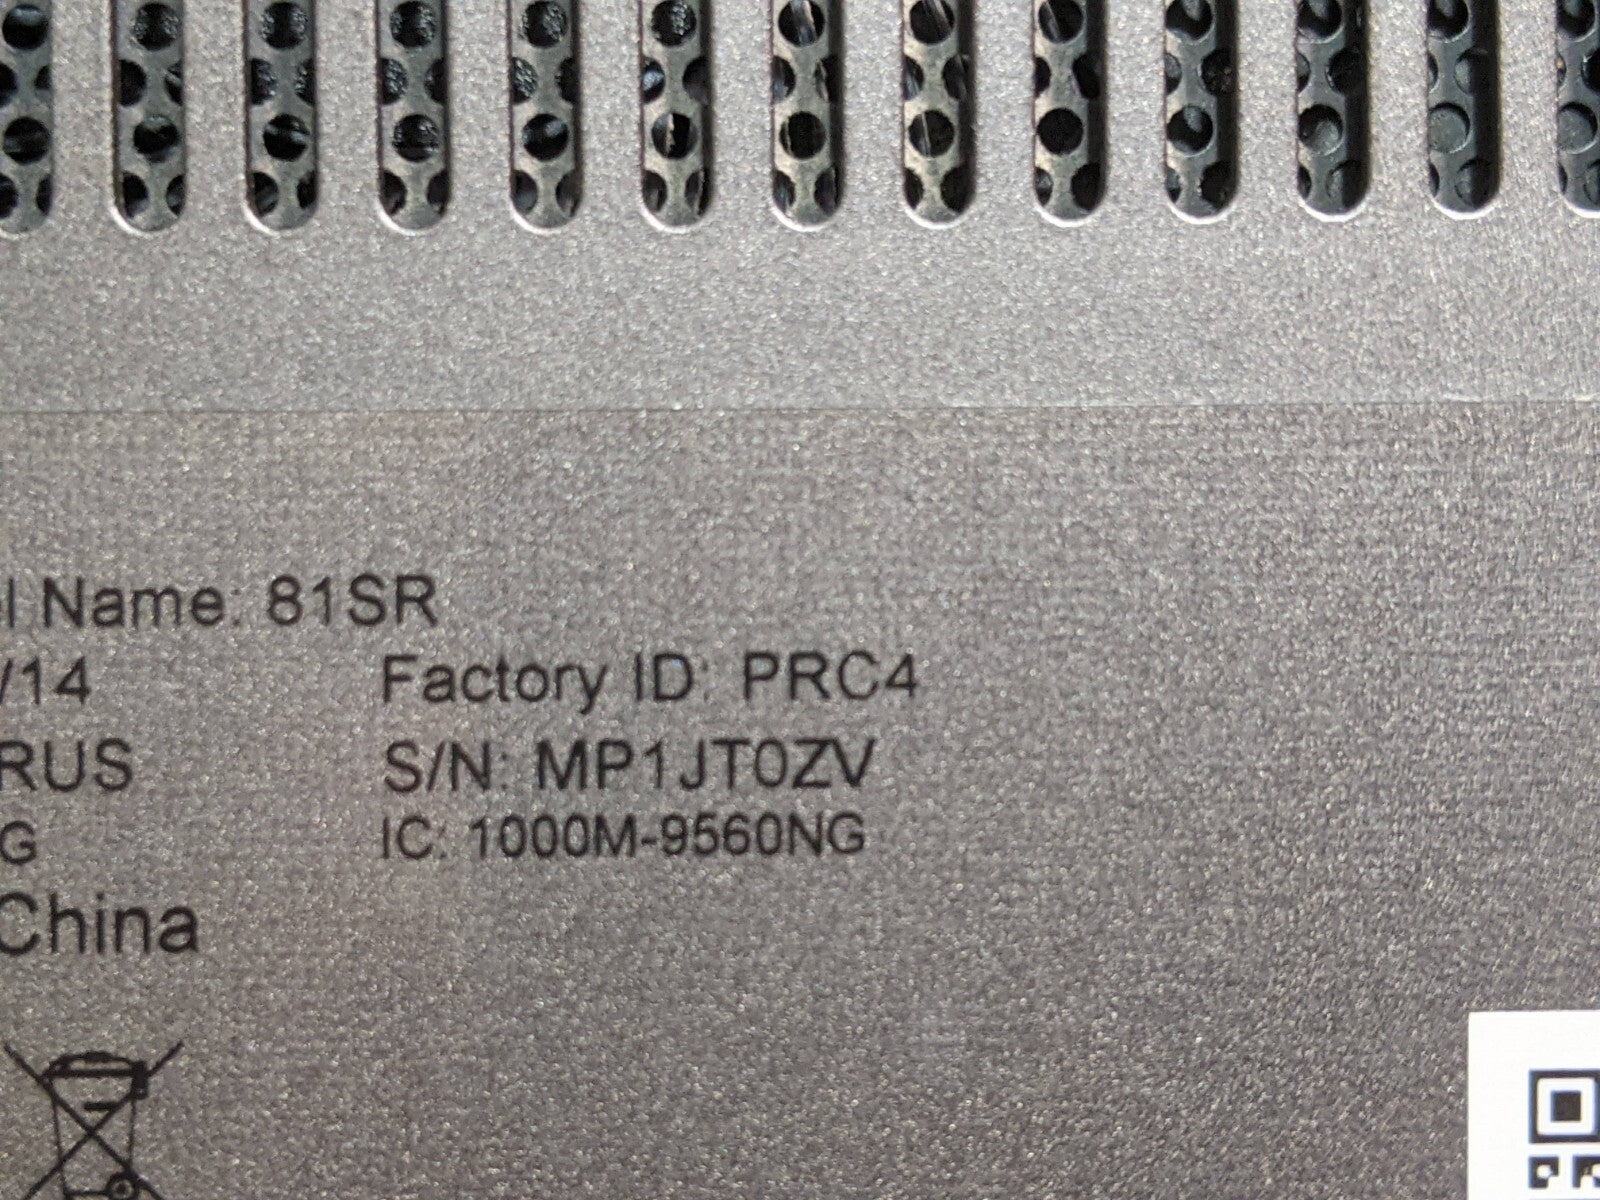 l Name: 81SR
/14 Factory ID: PRC4
RUS S/N: MP1JT0ZV
G IC: 1000M-9560NG
China